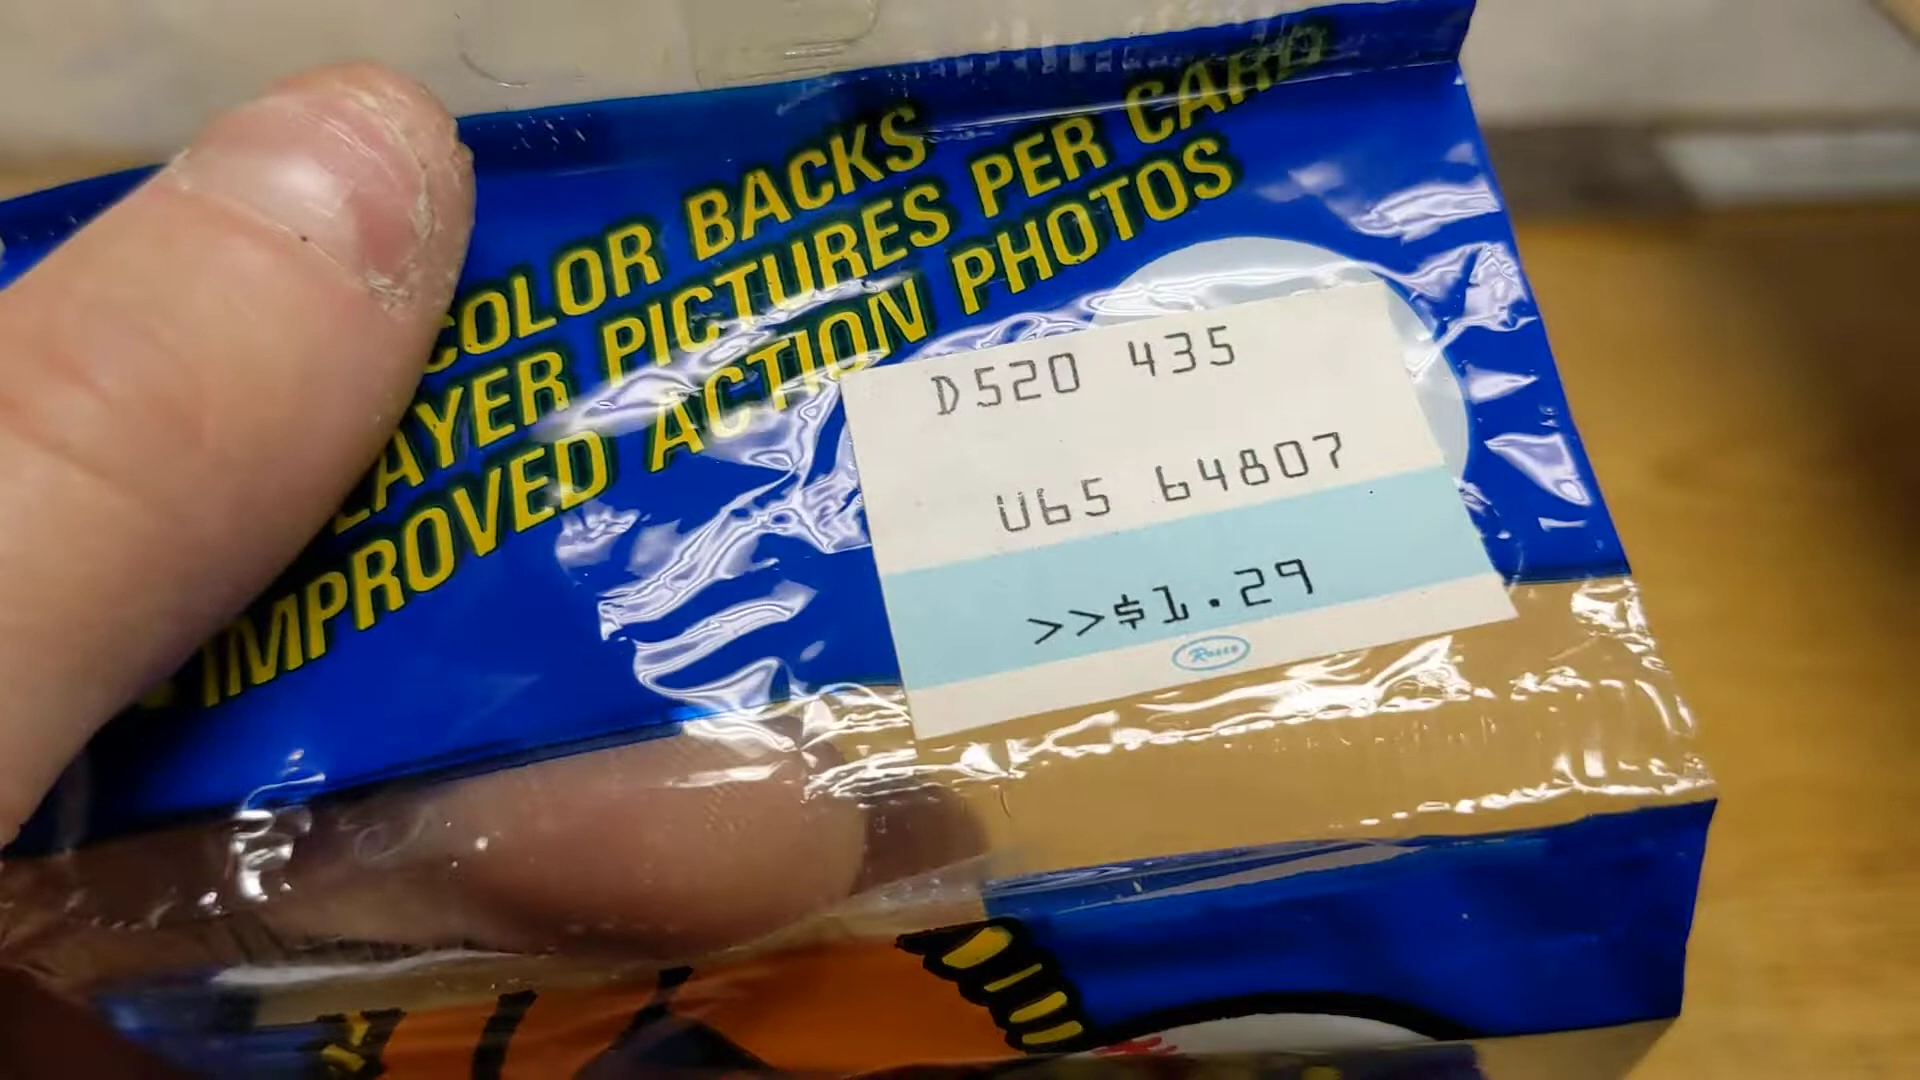 COLOR BACKS
LAYER PICTURES PER CARD
IMPROVED ACTION PHOTOS
D520 435
U65 64807
>>$1.29